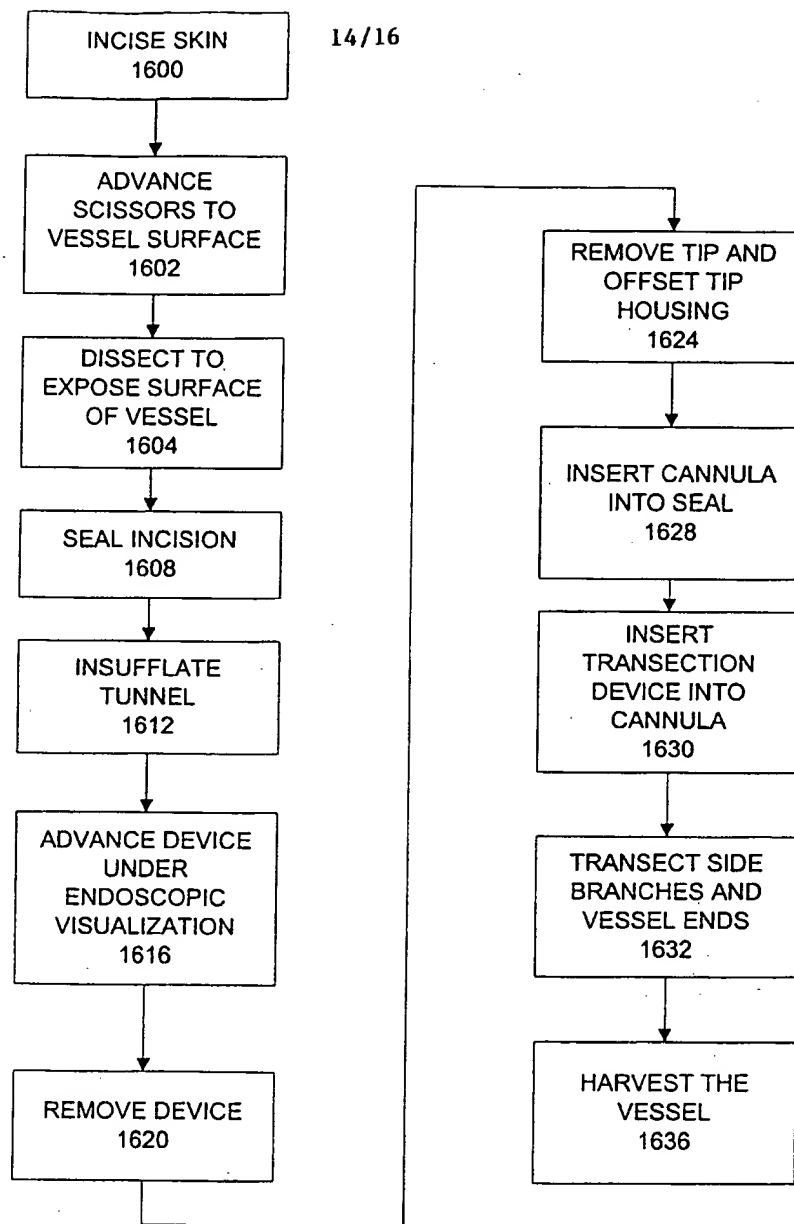 14/16
INCISE SKIN
1600
ADVANCE
SCISSORS TO
VESSEL SURFACE
1602
DISSECT TO
EXPOSE SURFACE
OF VESSEL
1604
SEAL INCISION
1608
INSUFFLATE
TUNNEL
1612
ADVANCE DEVICE
UNDER
ENDOSCOPIC
VISUALIZATION
1616
REMOVE DEVICE
1620
REMOVE TIP AND
OFFSET TIP
HOUSING
1624
INSERT CANNULA
INTO SEAL
1628
INSERT
TRANSECTION
DEVICE INTO
CANNULA
1630
TRANSECT SIDE
BRANCHES AND
VESSEL ENDS
1632
HARVEST THE
VESSEL
1636